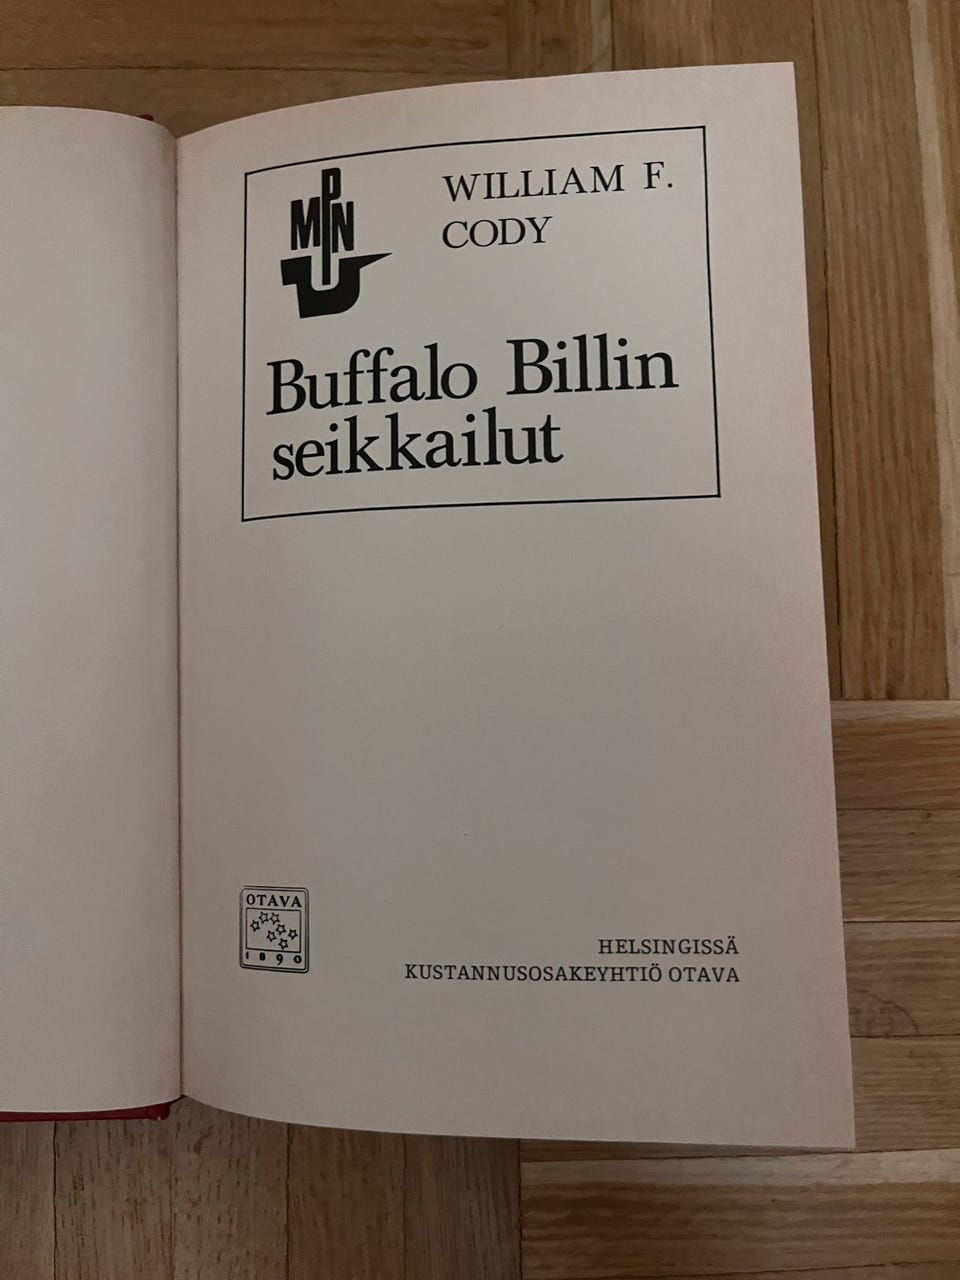 MPN
WILLIAM F.
CODY
Buffalo Billin
seikkailut
OTAVA
1890
HELSINGISSÄ
KUSTANNUSOSAKEYHTIÖ OTAVA